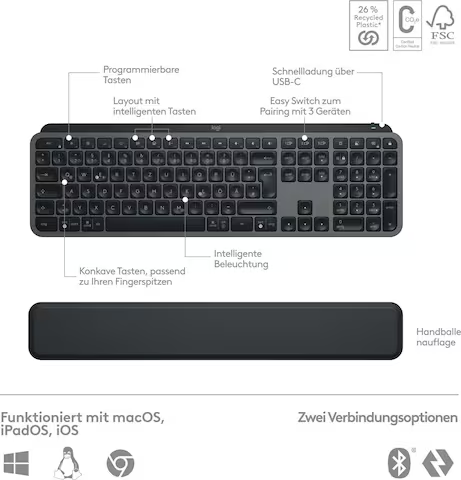 26 %
Recycled
Plastic*
CO₂e
FSC
Programmierbare
Tasten
Schnellladung über
USB-C
Layout mit
intelligenten Tasten
Easy Switch zum
Pairing mit 3 Geräten
logi
Intelligente
Beleuchtung
Konkave Tasten, passend
zu Ihren Fingerspitzen
Handballe
nauflage
Funktioniert mit macOS,
iPadOS, iOS
Zwei Verbindungsoptionen